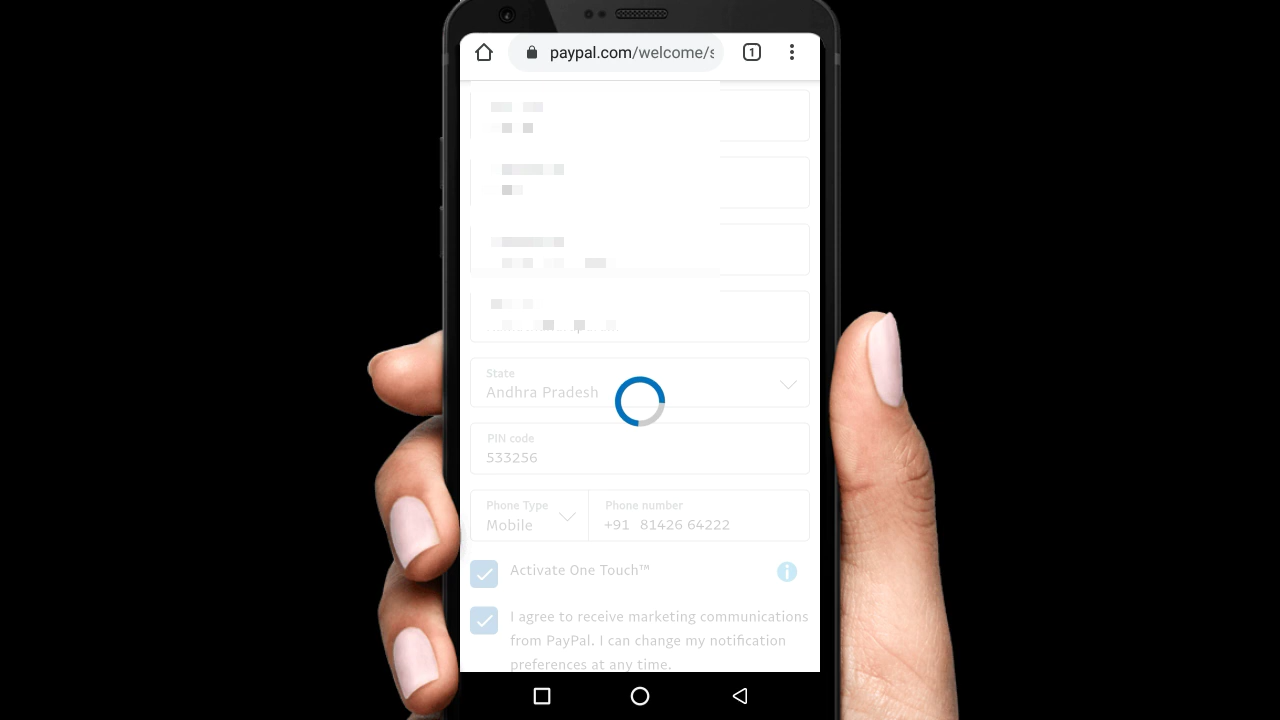 paypal.com/welcome/s
1
State
Andhra Pradesh
PIN code
533256
Phone Type
Mobile
Phone number
+91 81426 64222
Activate One Touch™
I agree to receive marketing communications
from PayPal. I can change my notification
preferences at any time.